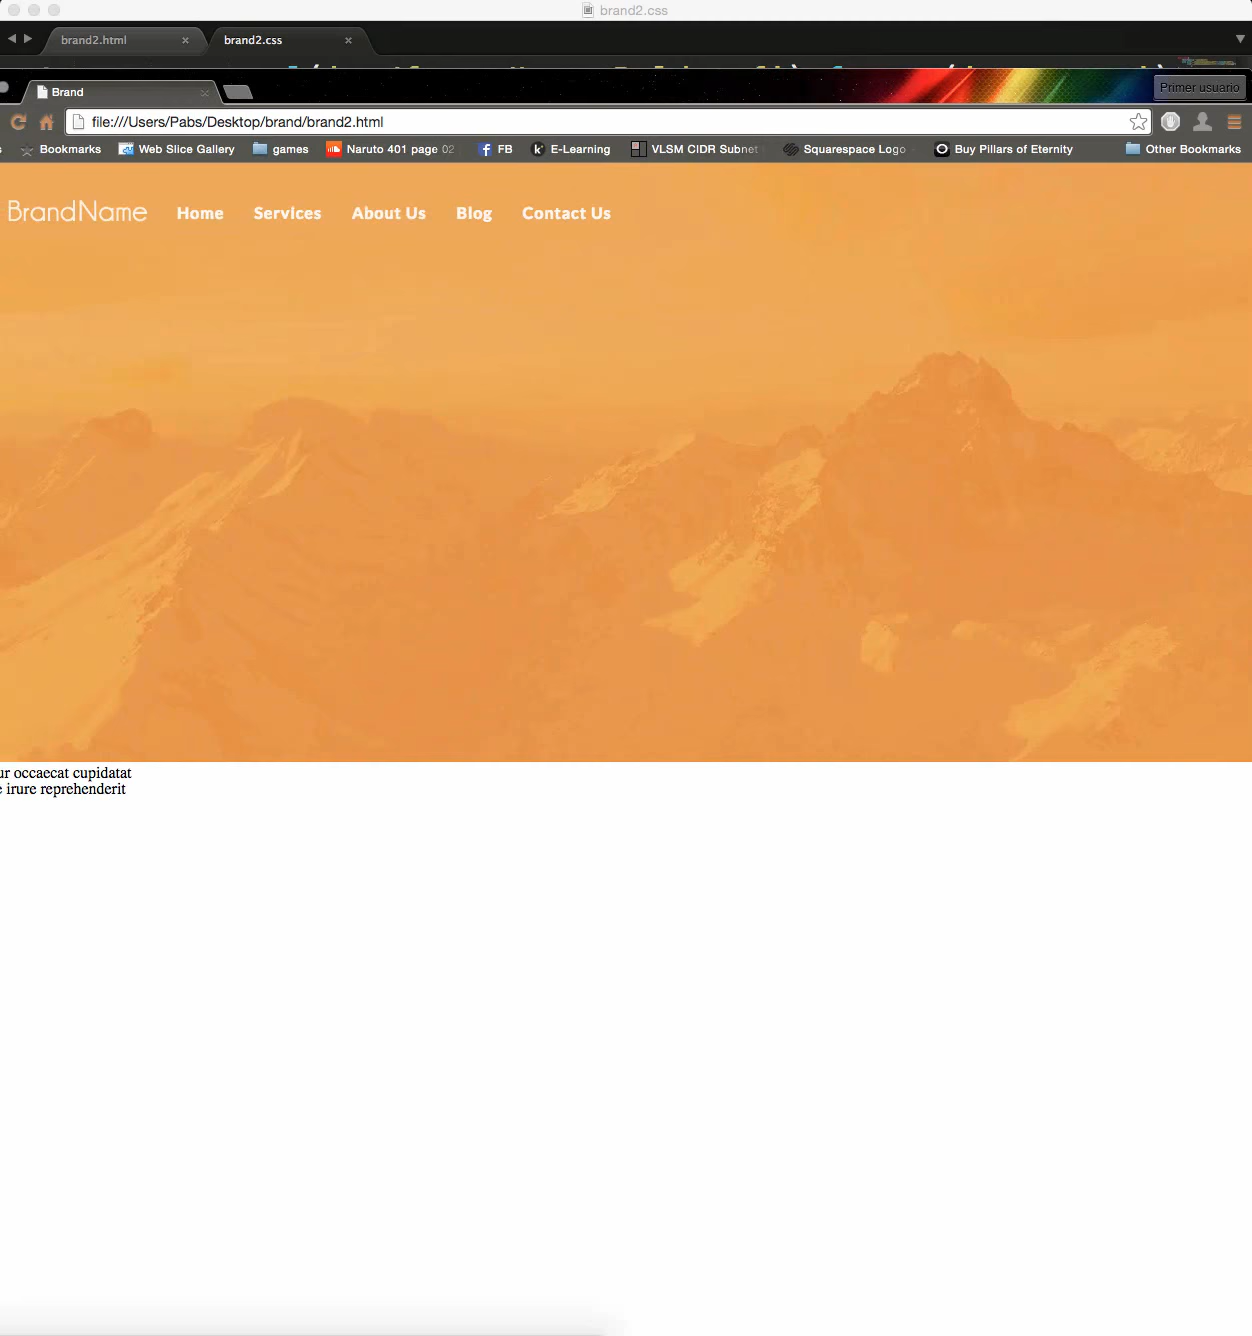 brand2.css
brand2.html
brand2.css
Brand
Primer usuario
file:///Users/Pabs/Desktop/brand/brand2.html
Bookmarks Web Slice Gallery games Naruto 401 page 02 FB E-Learning VLSM CIDR Subnet Squarespace Logo Buy Pillars of Eternity Other Bookmarks
BrandName Home Services About Us Blog Contact Us
occaecat cupidatat
irure reprehenderit